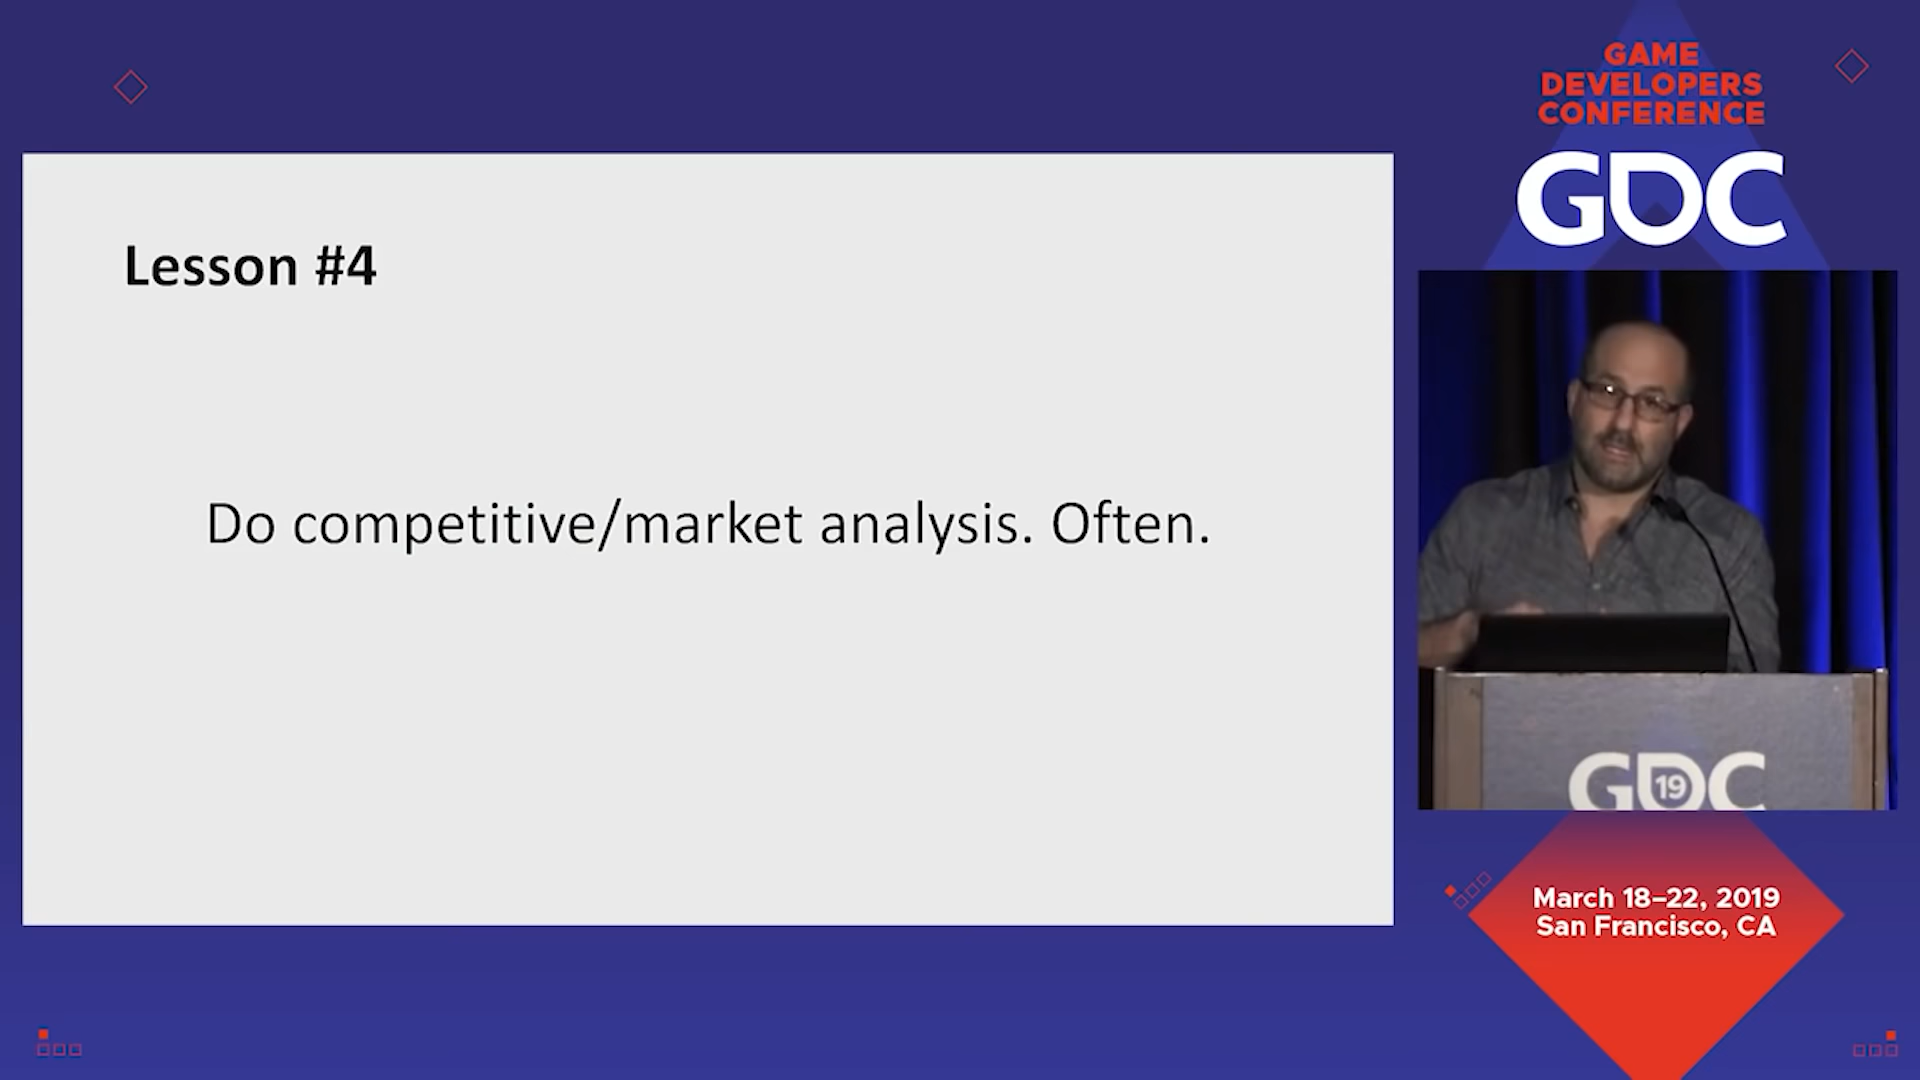 GAME
DEVELOPERS
CONFERENCE
GDC
Lesson #4
Do competitive/market analysis. Often.
GDC
19
March 18–22, 2019
San Francisco, CA